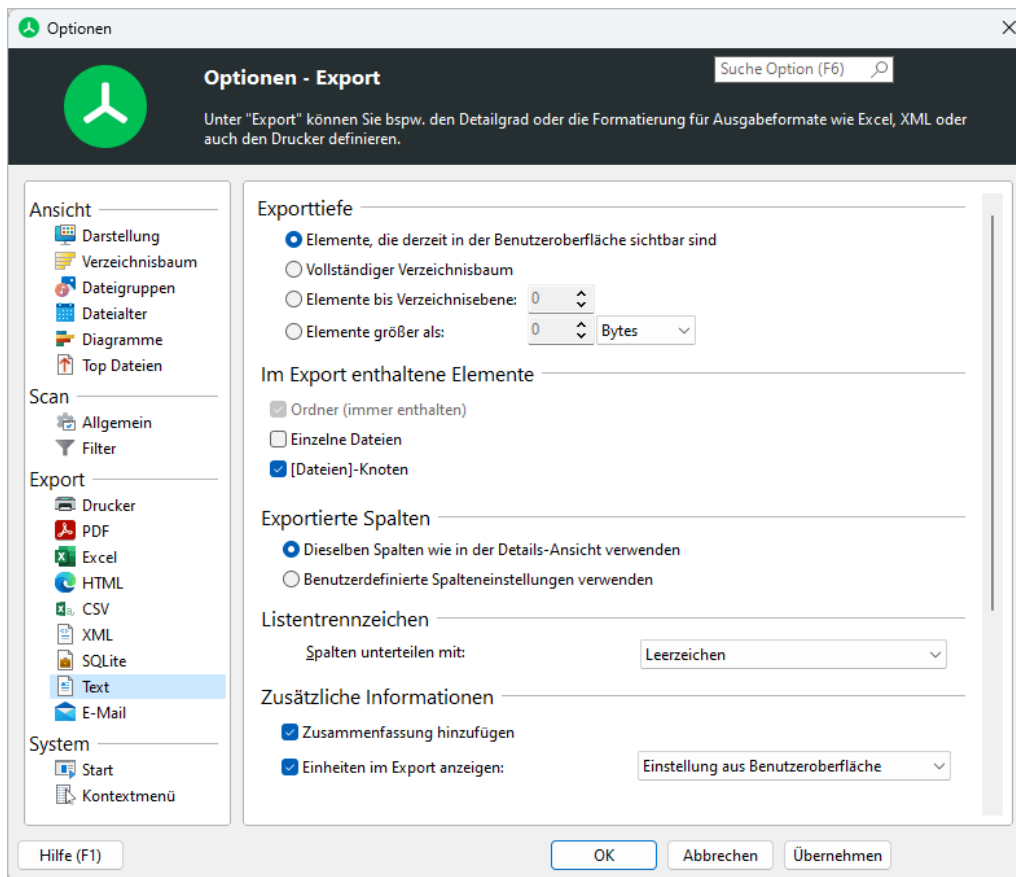 Optionen
Optionen - Export
Suche Option (F6)
Unter "Export" können Sie bspw. den Detailgrad oder die Formatierung für Ausgabeformate wie Excel, XML oder
auch den Drucker definieren.
Ansicht
Darstellung
Verzeichnisbaum
Dateigruppen
Dateialter
Diagramme
Top Dateien
Scan
Allgemein
Filter
Export
Drucker
PDF
Excel
HTML
CSV
XML
SQLite
Text
E-Mail
System
Start
Kontextmenü
Exporttiefe
Elemente, die derzeit in der Benutzeroberfläche sichtbar sind
Vollständiger Verzeichnisbaum
Elemente bis Verzeichnisebene: 0
Elemente größer als: 0 Bytes
Im Export enthaltene Elemente
Ordner (immer enthalten)
Einzelne Dateien
[Dateien]-Knoten
Exportierte Spalten
Dieselben Spalten wie in der Details-Ansicht verwenden
Benutzerdefinierte Spalteneinstellungen verwenden
Listentrennzeichen
Spalten unterteilen mit: Leerzeichen
Zusätzliche Informationen
Zusammenfassung hinzufügen
Einheiten im Export anzeigen: Einstellung aus Benutzeroberfläche
Hilfe (F1) OK Abbrechen Übernehmen